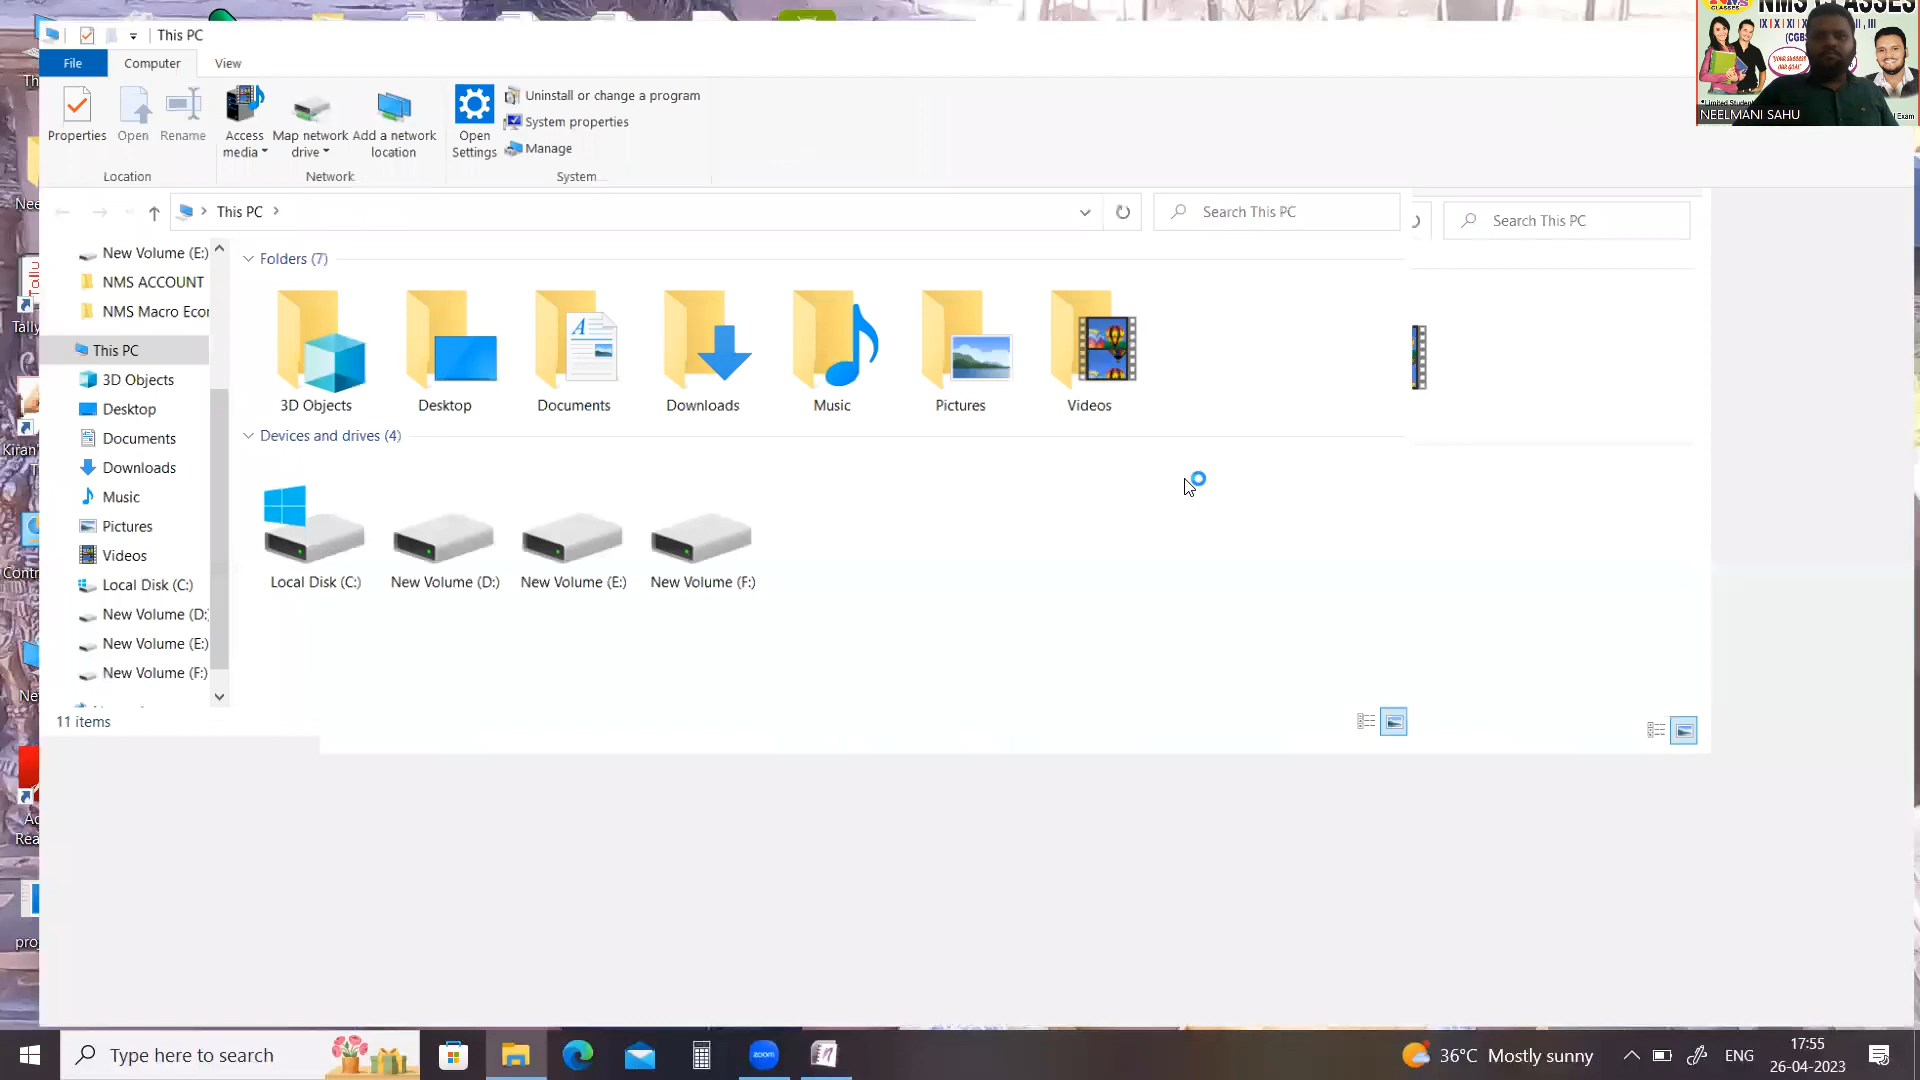 This PC
File
Computer
View
Properties
Open
Rename
Access media
Map network drive
Add a network location
Open Settings
Uninstall or change a program
System properties
Manage
Location
Network
System
This PC
Search This PC
Search This PC
New Volume (E:)
NMS ACCOUNT
NMS Macro Econ
This PC
3D Objects
Desktop
Documents
Downloads
Music
Pictures
Videos
Local Disk (C:)
New Volume (D:)
New Volume (E:)
New Volume (F:)
Folders (7)
3D Objects
Desktop
Documents
Downloads
Music
Pictures
Videos
Devices and drives (4)
Local Disk (C:)
New Volume (D:)
New Volume (E:)
New Volume (F:)
11 items
NMS CLASSES
NEELMANI SAHU
Exam
Type here to search
zoom
36°C Mostly sunny
ENG
17:55
26-04-2023